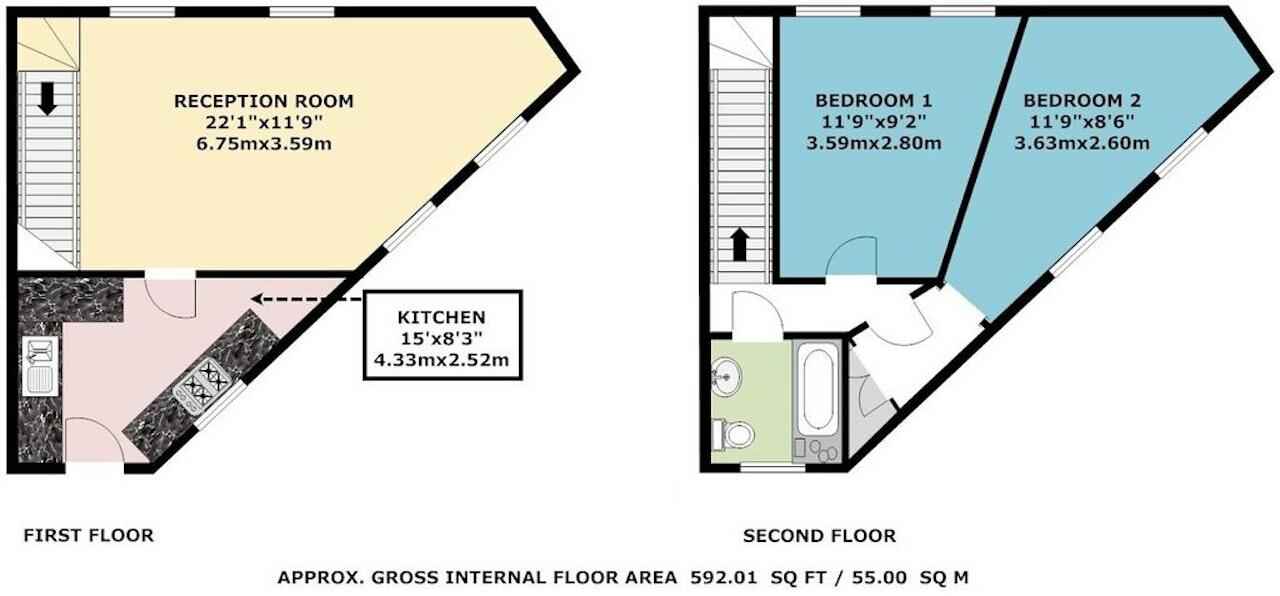 RECEPTION ROOM
22'1"x11'9"
6.75mx3.59m
KITCHEN
15'x8'3"
4.33mx2.52m
FIRST FLOOR
BEDROOM 1
11'9"x9'2"
3.59mx2.80m
BEDROOM 2
11'9"x8'6"
3.63mx2.60m
SECOND FLOOR
APPROX. GROSS INTERNAL FLOOR AREA 592.01 SQ FT / 55.00 SQ M